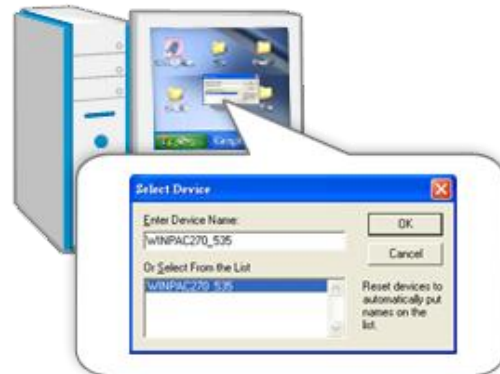 Select Device
Enter Device Name:
WINPAC270_535
OK
Cancel
Or Select From the List
WINPAC270_535
Reset devices to
automatically put
names on the
list.